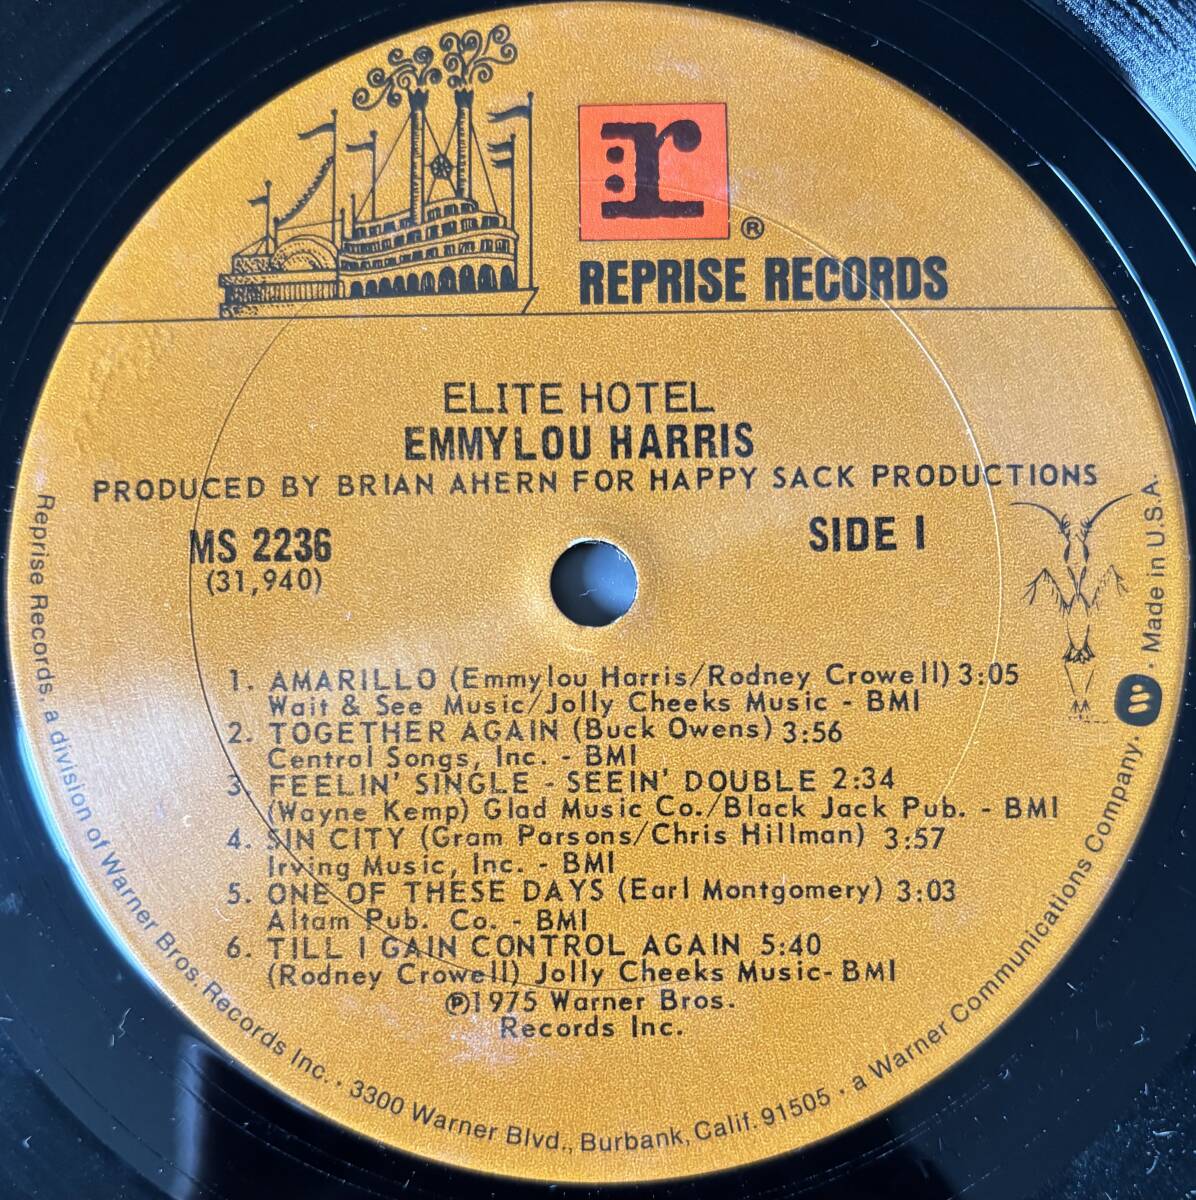 r
®
REPRISE RECORDS
ELITE HOTEL
EMMYLOU HARRIS
PRODUCED BY BRIAN AHERN FOR HAPPY SACK PRODUCTIONS
MS 2236
(31,940)
SIDE 1
1. AMARILLO (Emmylou Harris/Rodney Crowell) 3:05
Wait & See Music/Jolly Cheeks Music - BMI
2. TOGETHER AGAIN (Buck Owens) 3:56
Central Songs, Inc. - BMI
3. FEELIN' SINGLE - SEEIN' DOUBLE 2:34
(Wayne Kemp) Glad Music Co./Black Jack Pub. - BMI
4. SIN CITY (Gram Parsons/Chris Hillman) 3:57
Irving Music, Inc. - BMI
5. ONE OF THESE DAYS (Earl Montgomery) 3:03
Altam Pub. Co. - BMI
6. TILL I GAIN CONTROL AGAIN 5:40
(Rodney Crowell) Jolly Cheeks Music- BMI
℗1975 Warner Bros.
Records Inc.
Reprise Records, a division of Warner Bros. Records Inc. · 3300 Warner Blvd., Burbank, Calif. 91505 · a Warner Communications Company. · W · Made in U.S.A.